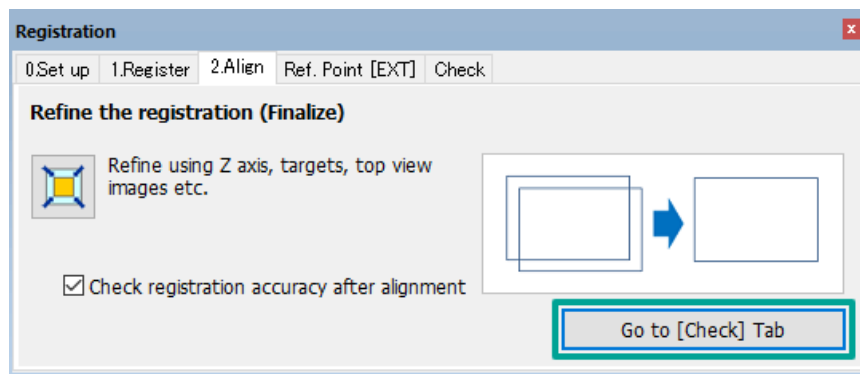 Registration
x
0.Set up 1.Register 2.Align Ref. Point [EXT] Check
Refine the registration (Finalize)
Refine using Z axis, targets, top view
images etc.
Check registration accuracy after alignment
Go to [Check] Tab